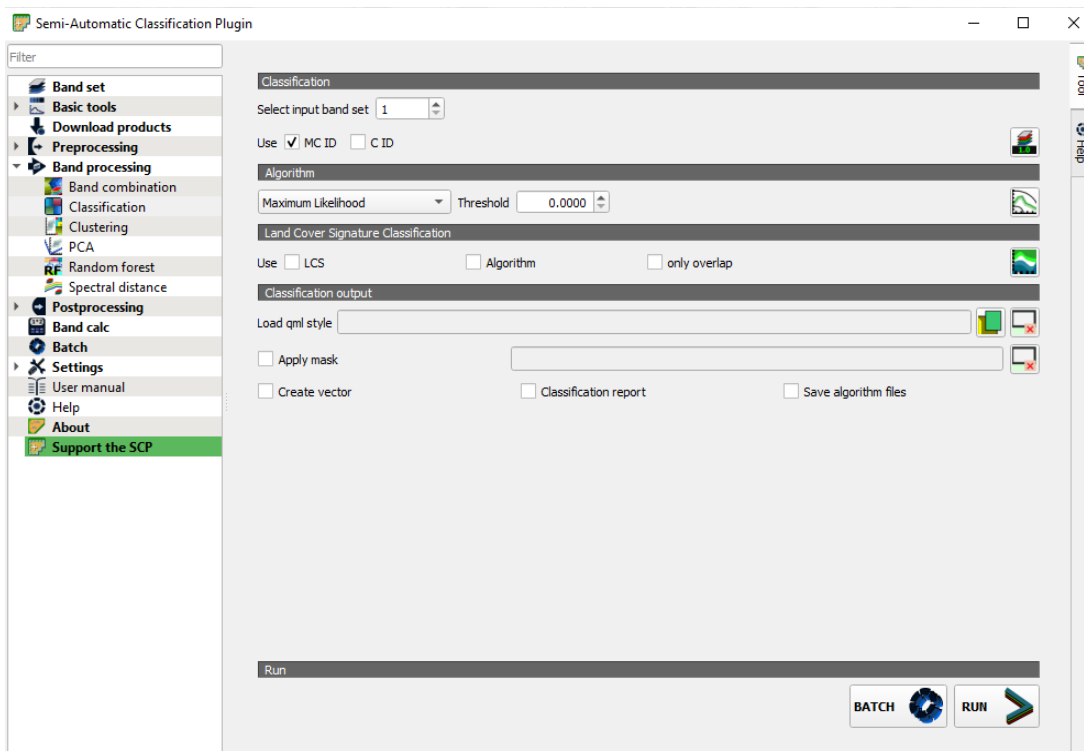 Semi-Automatic Classification Plugin
Filter
Band set
Basic tools
Download products
Preprocessing
Band processing
Band combination
Classification
Clustering
PCA
RF Random forest
Spectral distance
Postprocessing
Band calc
Batch
Settings
User manual
Help
About
Support the SCP
Classification
Select input band set 1
Use MC ID C ID
1.0
Algorithm
Maximum Likelihood Threshold 0.0000
Land Cover Signature Classification
Use LCS Algorithm only overlap
Classification output
Load qml style
Apply mask
Create vector Classification report Save algorithm files
Run
BATCH RUN
Tool
Help